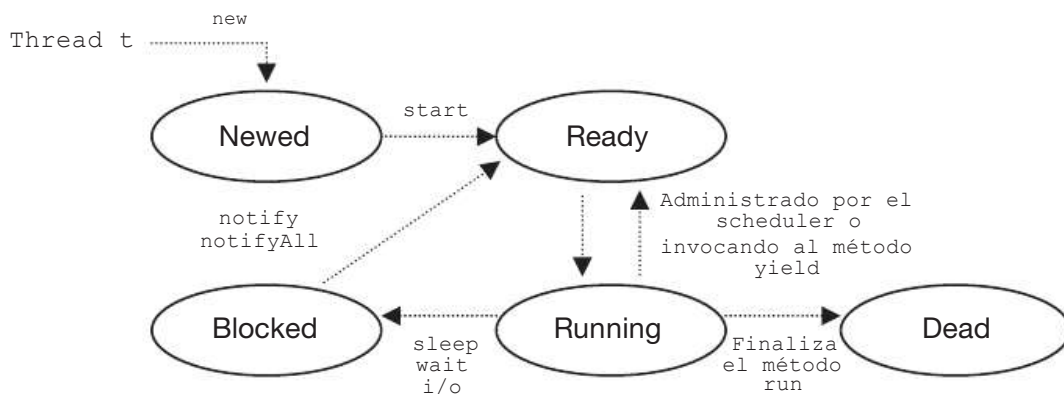 new
Thread t
Newed
start
Ready
notify
notifyAll
Administrado por el
scheduler o
invocando al método
yield
Blocked
sleep
wait
i/o
Running
Finaliza
el método
run
Dead